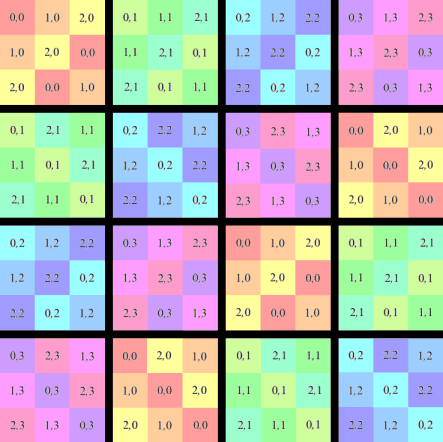 0,0 1,0 2,0 0,1 1,1 2,1 0,2 1,2 2,2 0,3 1,3 2,3
1,0 2,0 0,0 1,1 2,1 0,1 1,2 2,2 0,2 1,3 2,3 0,3
2,0 0,0 1,0 2,1 0,1 1,1 2,2 0,2 1,2 2,3 0,3 1,3
0,1 2,1 1,1 0,2 2,2 1,2 0,3 2,3 1,3 0,0 2,0 1,0
1,1 0,1 2,1 1,2 0,2 2,2 1,3 0,3 2,3 1,0 0,0 2,0
2,1 1,1 0,1 2,2 1,2 0,2 2,3 1,3 0,3 2,0 1,0 0,0
0,2 1,2 2,2 0,3 1,3 2,3 0,0 1,0 2,0 0,1 1,1 2,1
1,2 2,2 0,2 1,3 2,3 0,3 1,0 2,0 0,0 1,1 2,1 0,1
2,2 0,2 1,2 2,3 0,3 1,3 2,0 0,0 1,0 2,1 0,1 1,1
0,3 2,3 1,3 0,0 2,0 1,0 0,1 2,1 1,1 0,2 2,2 1,2
1,3 0,3 2,3 1,0 0,0 2,0 1,1 0,1 2,1 1,2 0,2 2,2
2,3 1,3 0,3 2,0 1,0 0,0 2,1 1,1 0,1 2,2 1,2 0,2